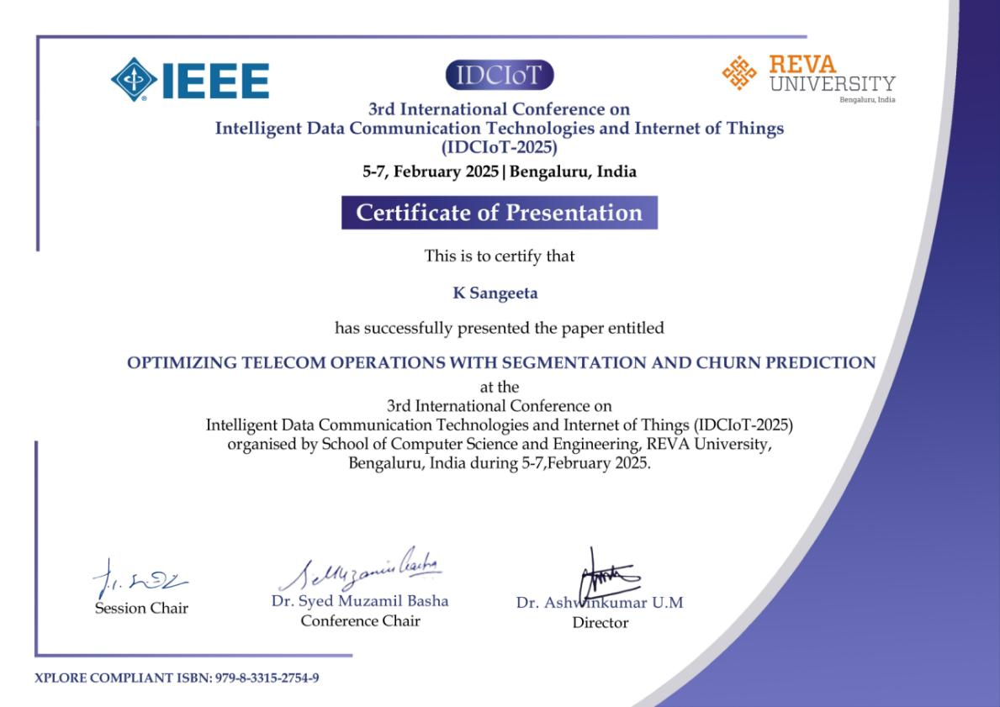 IEEE
IDCIoT
REVA
UNIVERSITY
Bengaluru, India
3rd International Conference on
Intelligent Data Communication Technologies and Internet of Things
(IDCIoT-2025)
5-7, February 2025|Bengaluru, India
Certificate of Presentation
This is to certify that
K Sangeeta
has successfully presented the paper entitled
OPTIMIZING TELECOM OPERATIONS WITH SEGMENTATION AND CHURN PREDICTION
at the
3rd International Conference on
Intelligent Data Communication Technologies and Internet of Things (IDCIoT-2025)
organised by School of Computer Science and Engineering, REVA University,
Bengaluru, India during 5-7,February 2025.
Session Chair
Dr. Syed Muzamil Basha
Conference Chair
Dr. Ashwinkumar U.M
Director
XPLORE COMPLIANT ISBN: 979-8-3315-2754-9